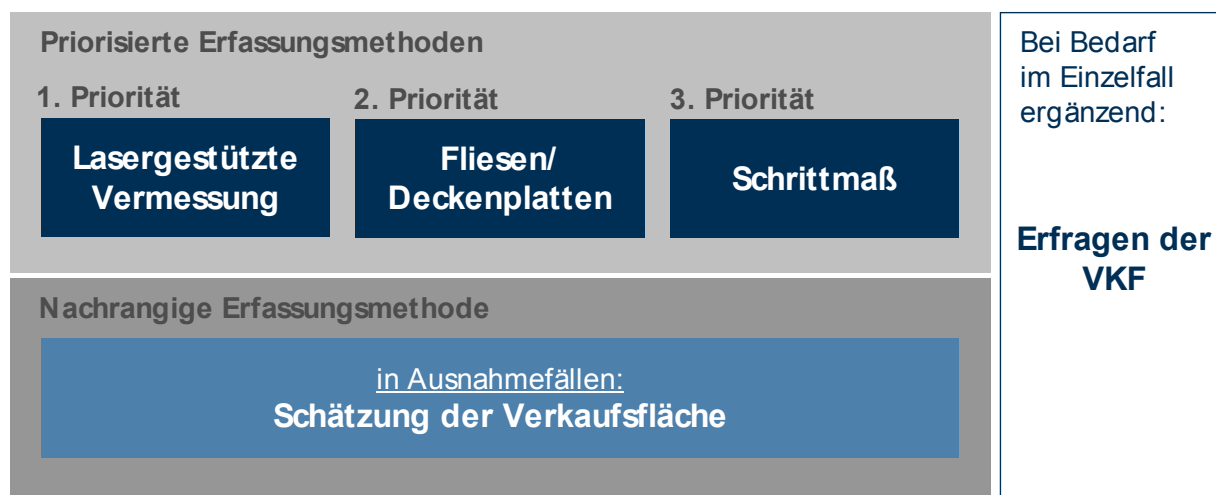 Priorisierte Erfassungsmethoden
1. Priorität
2. Priorität
3. Priorität
Lasergestützte
Vermessung
Fliesen/
Deckenplatten
Schrittmaß
Nachrangige Erfassungsmethode
in Ausnahmefällen:
Schätzung der Verkaufsfläche
Bei Bedarf
im Einzelfall
ergänzend:
Erfragen der
VKF